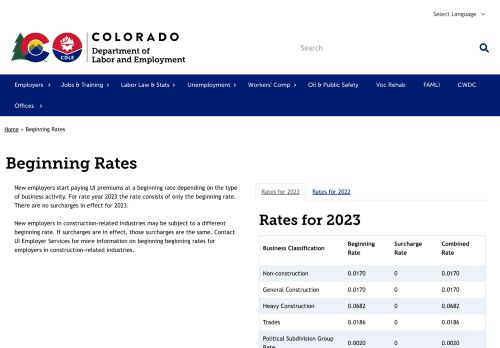 Select Language
COLORADO
Department of
Labor and Employment
CDLE
Search
Employers Jobs & Training Labor Law & Stats Unemployment Workers' Comp Oil & Public Safety Voc Rehab FAMLI CWDC
Offices
Home › Beginning Rates
Beginning Rates
New employers start paying UI premiums at a beginning rate depending on the type
of business activity. For rate year 2023 the rate consists of only the beginning rate.
There are no surcharges in effect for 2023.
New employers in construction-related industries may be subject to a different
beginning rate. If surcharges are in effect, those surcharges are the same. Contact
UI Employer Services for more information on beginning beginning rates for
employers in construction-related industries.
Rates for 2023 Rates for 2022
Rates for 2023
Business Classification Beginning Rate Surcharge Rate Combined Rate
Non-construction 0.0170 0 0.0170
General Construction 0.0170 0 0.0170
Heavy Construction 0.0682 0 0.0682
Trades 0.0186 0 0.0186
Political Subdivision Group 0.0020 0 0.0020
Rate